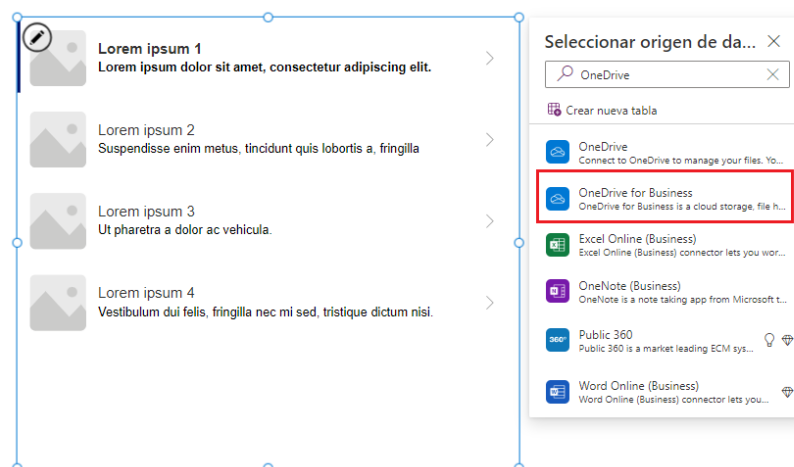 Lorem ipsum 1
Lorem ipsum dolor sit amet, consectetur adipiscing elit.
Lorem ipsum 2
Suspendisse enim metus, tincidunt quis lobortis a, fringilla
Lorem ipsum 3
Ut pharetra a dolor ac vehicula.
Lorem ipsum 4
Vestibulum dui felis, fringilla nec mi sed, tristique dictum nisi.
Seleccionar origen de da...
OneDrive
Crear nueva tabla
OneDrive
Connect to OneDrive to manage your files. Yo...
OneDrive for Business
OneDrive for Business is a cloud storage, file h...
Excel Online (Business)
Excel Online (Business) connector lets you wor...
OneNote (Business)
OneNote is a note taking app from Microsoft t...
360°
Public 360
Public 360 is a market leading ECM sys...
Word Online (Business)
Word Online (Business) connector lets you...